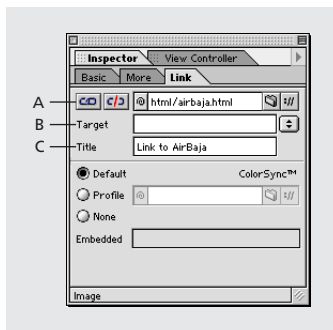 Inspector View Controller
Basic More Link
A html/airbaja.html ://
B Target
C Title Link to AirBaja
Default ColorSync™
Profile ://
None
Embedded
Image